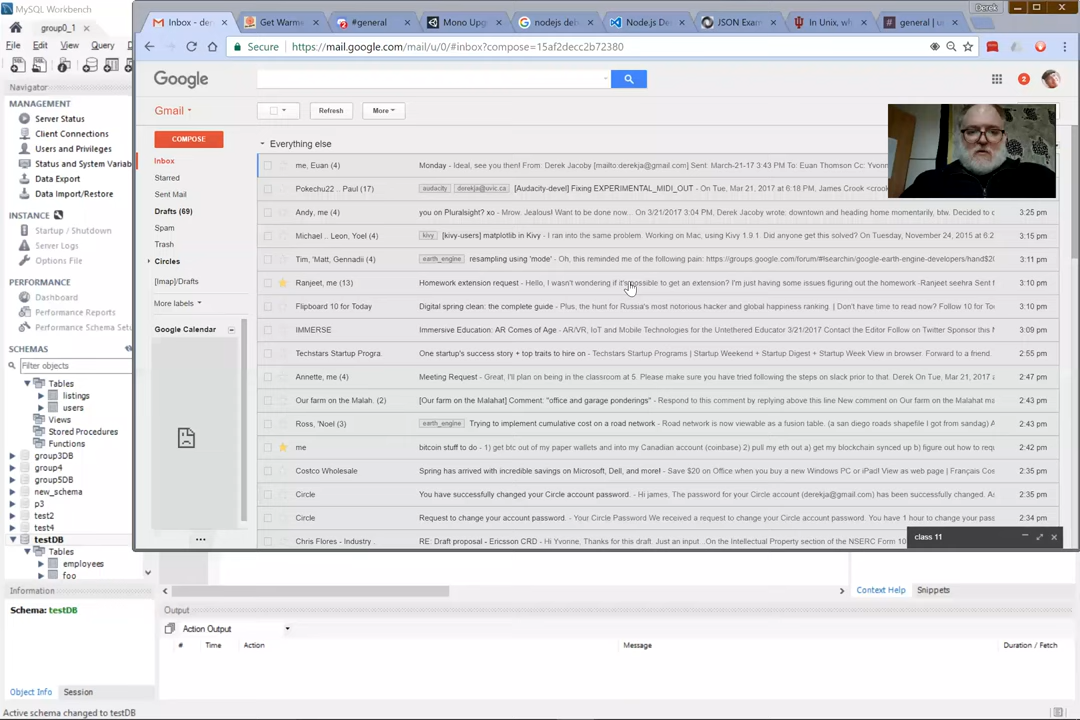 MySQL Workbench
group0_1
File Edit View Query
Navigator
MANAGEMENT
Server Status
Client Connections
Users and Privileges
Status and System Variab
Data Export
Data Import/Restore
INSTANCE
Startup / Shutdown
Server Logs
Options File
PERFORMANCE
Dashboard
Performance Reports
Performance Schema Setu
SCHEMAS
Filter objects
Tables
listings
users
Views
Stored Procedures
Functions
group3DB
group4
group5DB
new_schema
p3
test2
test4
testDB
Tables
employees
foo
Information
Schema: testDB
Object Info Session
Active schema changed to testDB
Derek
Inbox - der Get Warme #general Mono Upg nodejs deb Node.js De JSON Exam In Unix, wh general | u
Secure https://mail.google.com/mail/u/0/#inbox?compose=15af2decc2b72380
Google
2
Gmail
Refresh
More
COMPOSE
Inbox
Starred
Sent Mail
Drafts (69)
Spam
Trash
Circles
[Imap]/Drafts
More labels
Google Calendar
Everything else
me, Euan (4) Monday - Ideal, see you then! From: Derek Jacoby [mailto:derekja@gmail.com] Sent: March-21-17 3:43 PM To: Euan Thomson Cc: Yvonne
Pokechu22 .. Paul (17) audacity derekja@uvic.ca [Audacity-devel] Fixing EXPERIMENTAL_MIDI_OUT - On Tue, Mar 21, 2017 at 6:18 PM, James Crook <crook
Andy, me (4) you on Pluralsight? xo - Mrow. Jealous! Want to be done now... On 3/21/2017 3:04 PM, Derek Jacoby wrote: downtown and heading home momentarily, btw. Decided to c 3:25 pm
Michael .. Leon, Yoel (4) kivy [kivy-users] matplotlib in Kivy - I ran into the same problem. Working on Mac, using Kivy 1.9.1. Did anyone get this solved? On Tuesday, November 24, 2015 at 6:2 3:15 pm
Tim, 'Matt, Gennadii (4) earth_engine resampling using 'mode' - Oh, this reminded me of the following pain: https://groups.google.com/forum/#!searchin/google-earth-engine-developers/hand$20 3:11 pm
Ranjeet, me (13) Homework extension request - Hello, I wasn't wondering if it's possible to get an extension? I'm just having some issues figuring out the homework -Ranjeet seehra Sent f 3:10 pm
Flipboard 10 for Today Digital spring clean: the complete guide - Plus, the hunt for Russia's most notorious hacker and global happiness ranking. | Don't have time to read now? Follow 10 for Toc 3:10 pm
IMMERSE Immersive Education: AR Comes of Age - AR/VR, IoT and Mobile Technologies for the Untethered Educator 3/21/2017 Contact the Editor Follow on Twitter Sponsor this N 3:09 pm
Techstars Startup Progra. One startup's success story + top traits to hire on - Techstars Startup Programs | Startup Weekend + Startup Digest + Startup Week View in browser. Forward to a friend. 2:55 pm
Annette, me (4) Meeting Request - Great, I'll plan on being in the classroom at 5. Please make sure you have tried following the steps on slack prior to that. Derek On Tue, Mar 21, 2017 a 2:47 pm
Our farm on the Malah. (2) [Our farm on the Malahat] Comment: "office and garage ponderings" - Respond to this comment by replying above this line New comment on Our farm on the Malahat 2:43 pm
Ross, 'Noel (3) earth_engine Trying to implement cumulative cost on a road network - Road network is now viewable as a fusion table. (a san diego roads shapefile I got from sandag) A 2:43 pm
me bitcoin stuff to do - 1) get btc out of my paper wallets and into my Canadian account (conbase) 2) pull my eth out a) get my blockchain synced up b) figure out how to resp 2:42 pm
Costco Wholesale Spring has arrived with incredible savings on Microsoft, Dell, and more! - Save $20 on Office when you buy a new Windows PC or iPad! View as web page | Français Co 2:35 pm
Circle You have successfully changed your Circle account password. - Hi james, The password for your Circle account (derekja@gmail.com) has been successfully changed. As 2:35 pm
Circle Request to change your account password. - Your Circle Password We received a request to change your Circle account password. You have 1 hour to change your pass 2:34 pm
Chris Flores - Industry . RE: Draft proposal - Ericsson CRD - Hi Yvonne, Thanks for this draft. Just an input ..On the Intellectual Property section of the NSERC Form 10
class 11
Context Help Snippets
Output
Action Output
# Time Action Message Duration / Fetch